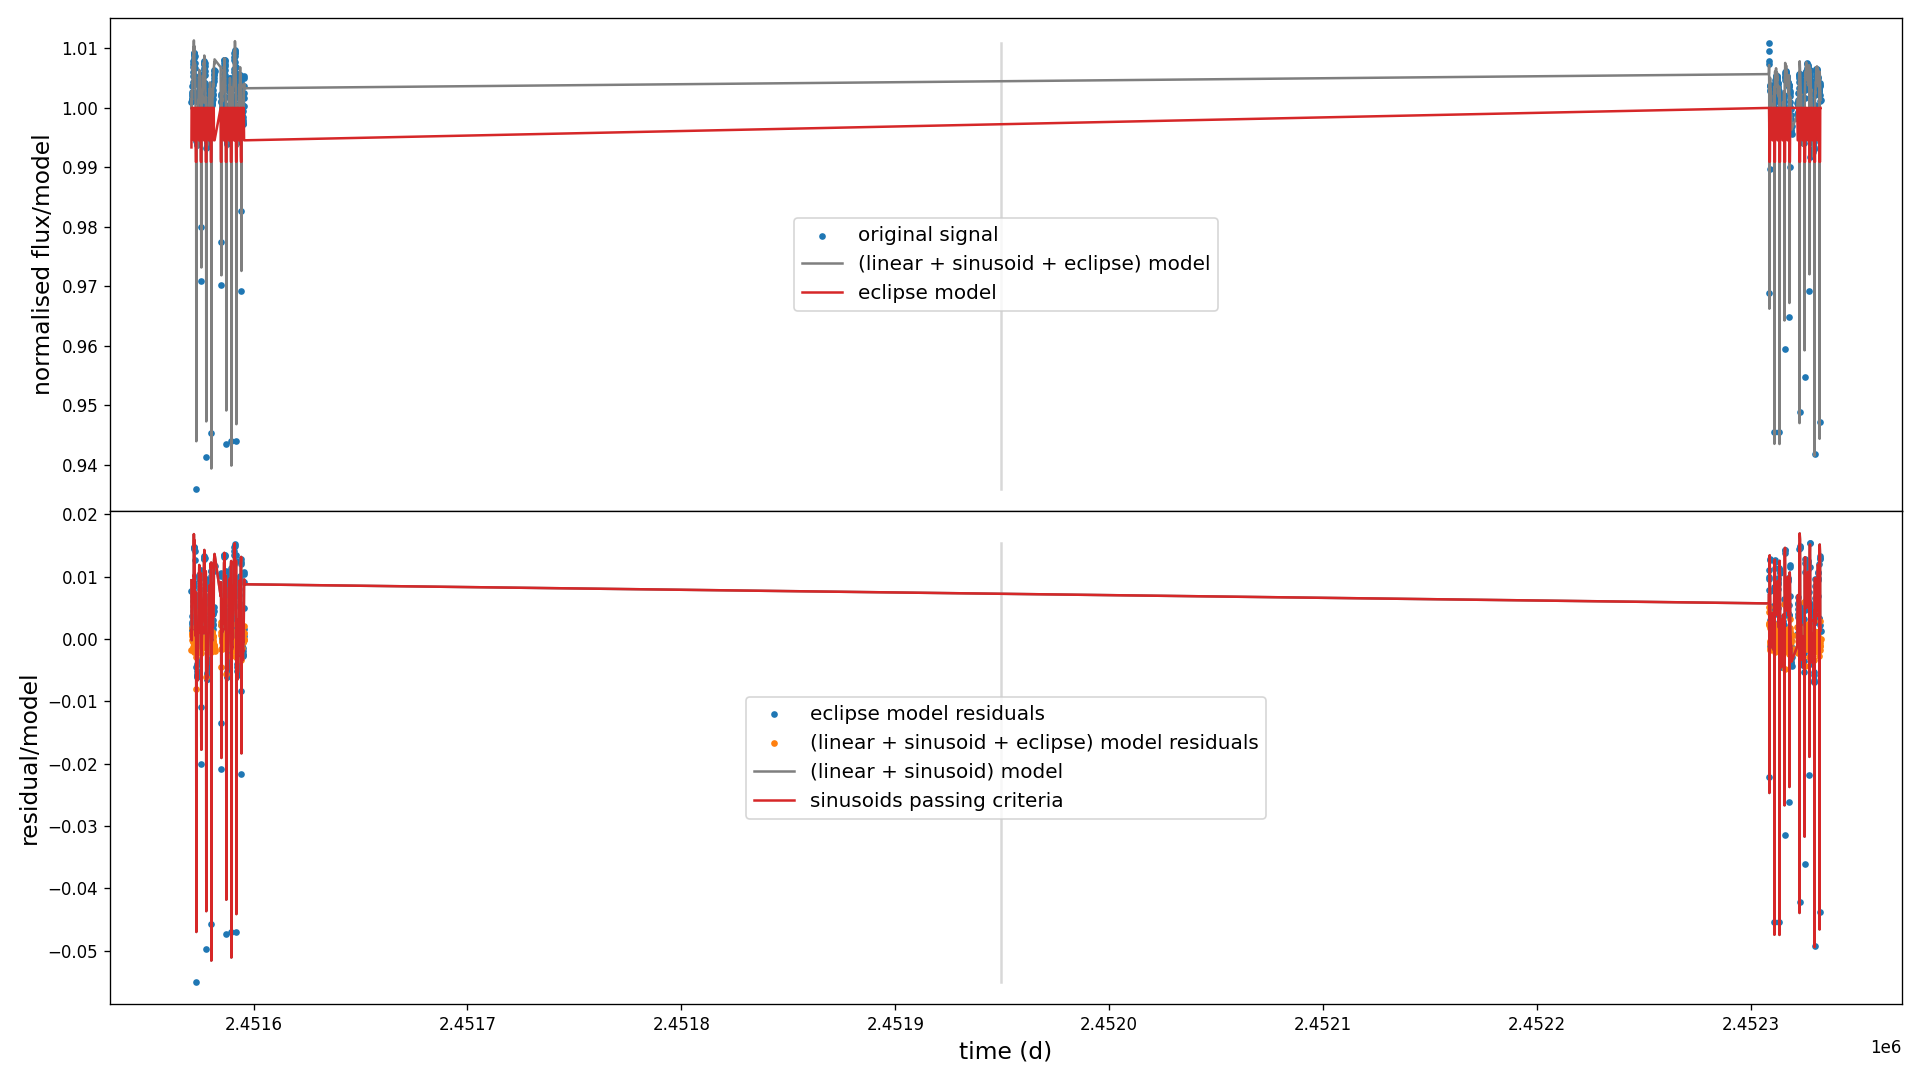 1.01
1.00
0.99
0.98
0.97
0.96
0.95
0.94
normalised flux/model
original signal
(linear + sinusoid + eclipse) model
eclipse model
0.02
0.01
0.00
−0.01
−0.02
−0.03
−0.04
−0.05
residual/model
eclipse model residuals
(linear + sinusoid + eclipse) model residuals
(linear + sinusoid) model
sinusoids passing criteria
2.4516
2.4517
2.4518
2.4519
2.4520
2.4521
2.4522
2.4523
1e6
time (d)